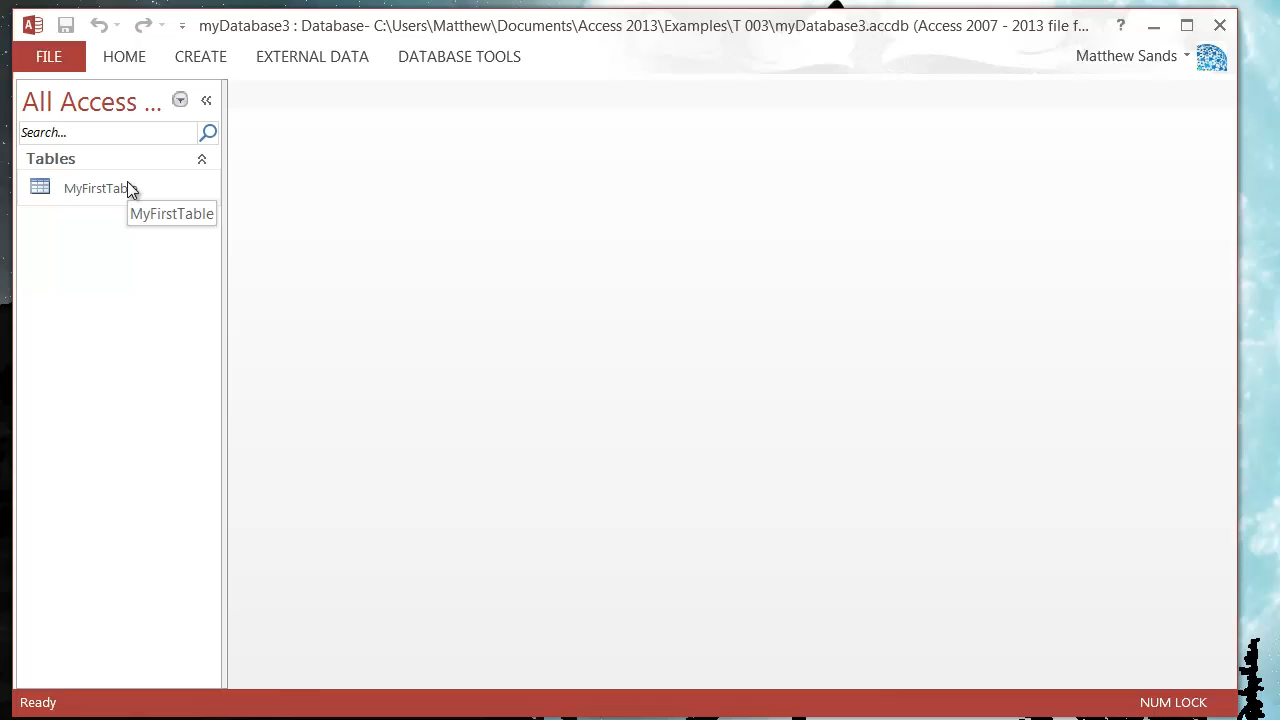 myDatabase3 : Database- C:\Users\Matthew\Documents\Access 2013\Examples\T 003\myDatabase3.accdb (Access 2007 - 2013 file f...
?
FILE HOME CREATE EXTERNAL DATA DATABASE TOOLS Matthew Sands
All Access ...
Search...
Tables
MyFirstTable
MyFirstTable
Ready NUM LOCK